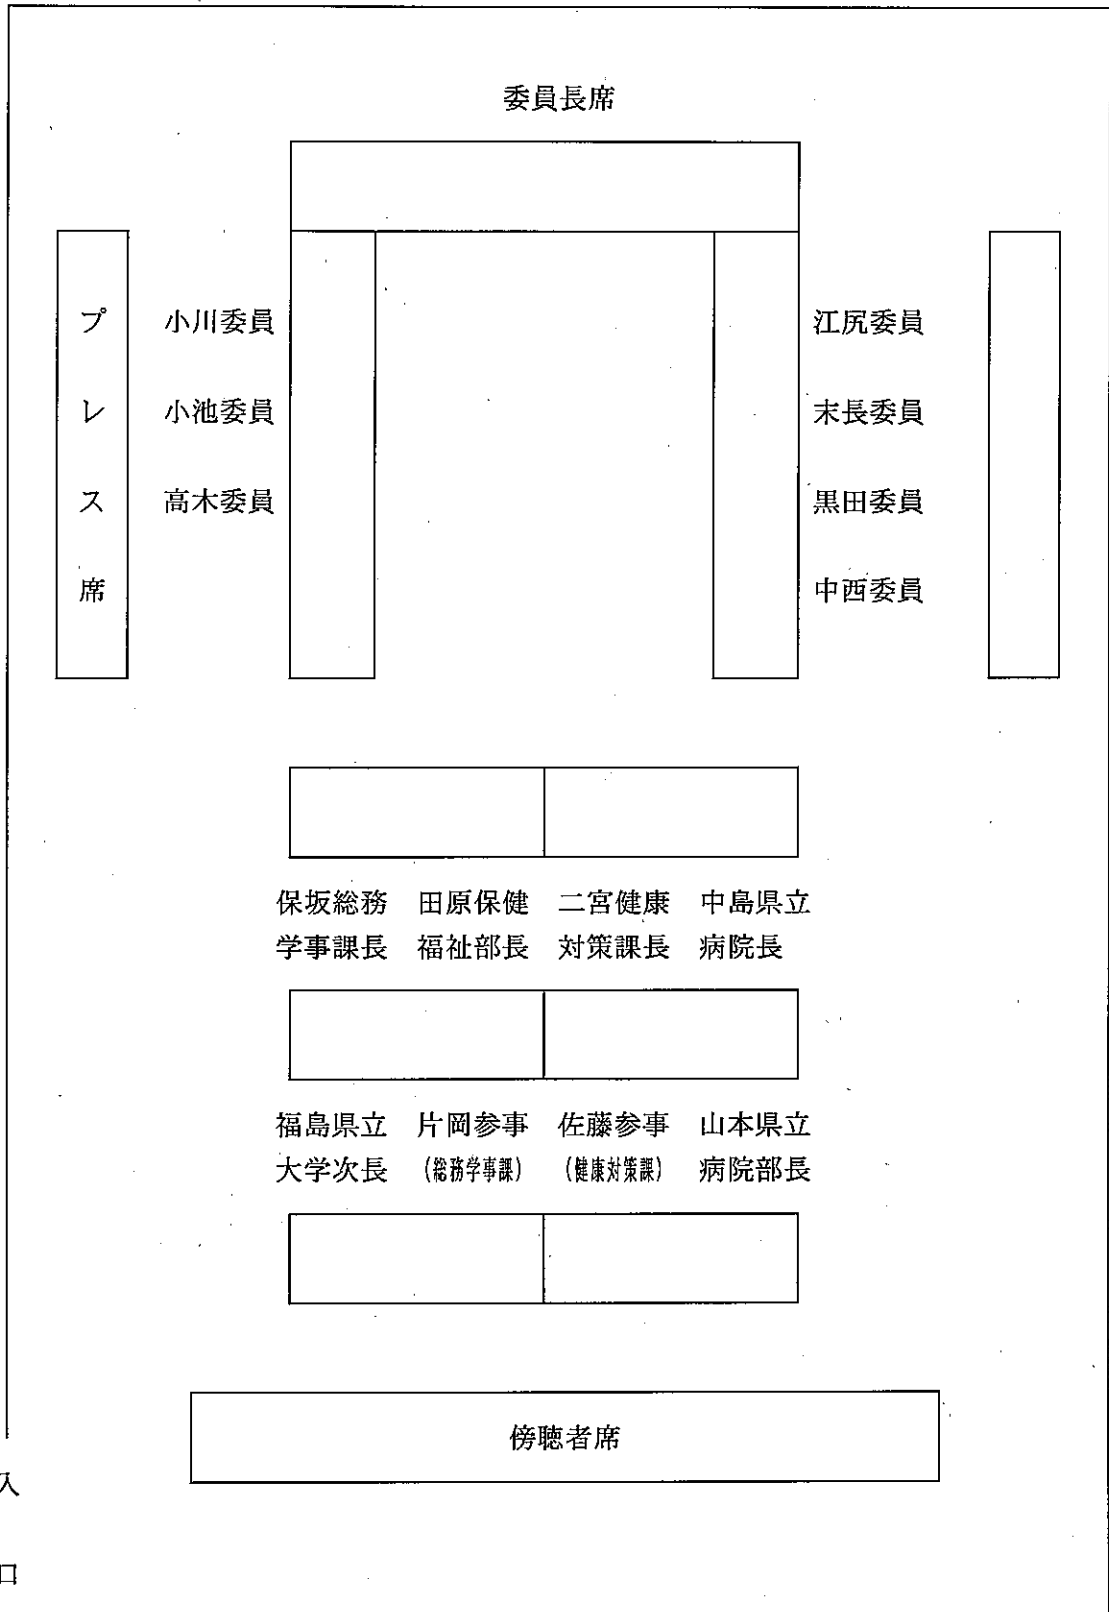 委員長席
プレス席
小川委員
江尻委員
小池委員
末長委員
高木委員
黒田委員
中西委員
保坂総務 田原保健 二宮健康 中島県立
学事課長 福祉部長 対策課長 病院長
福島県立 片岡参事 佐藤参事 山本県立
大学次長 (総務学事課) (健康対策課) 病院部長
傍聴者席
入口